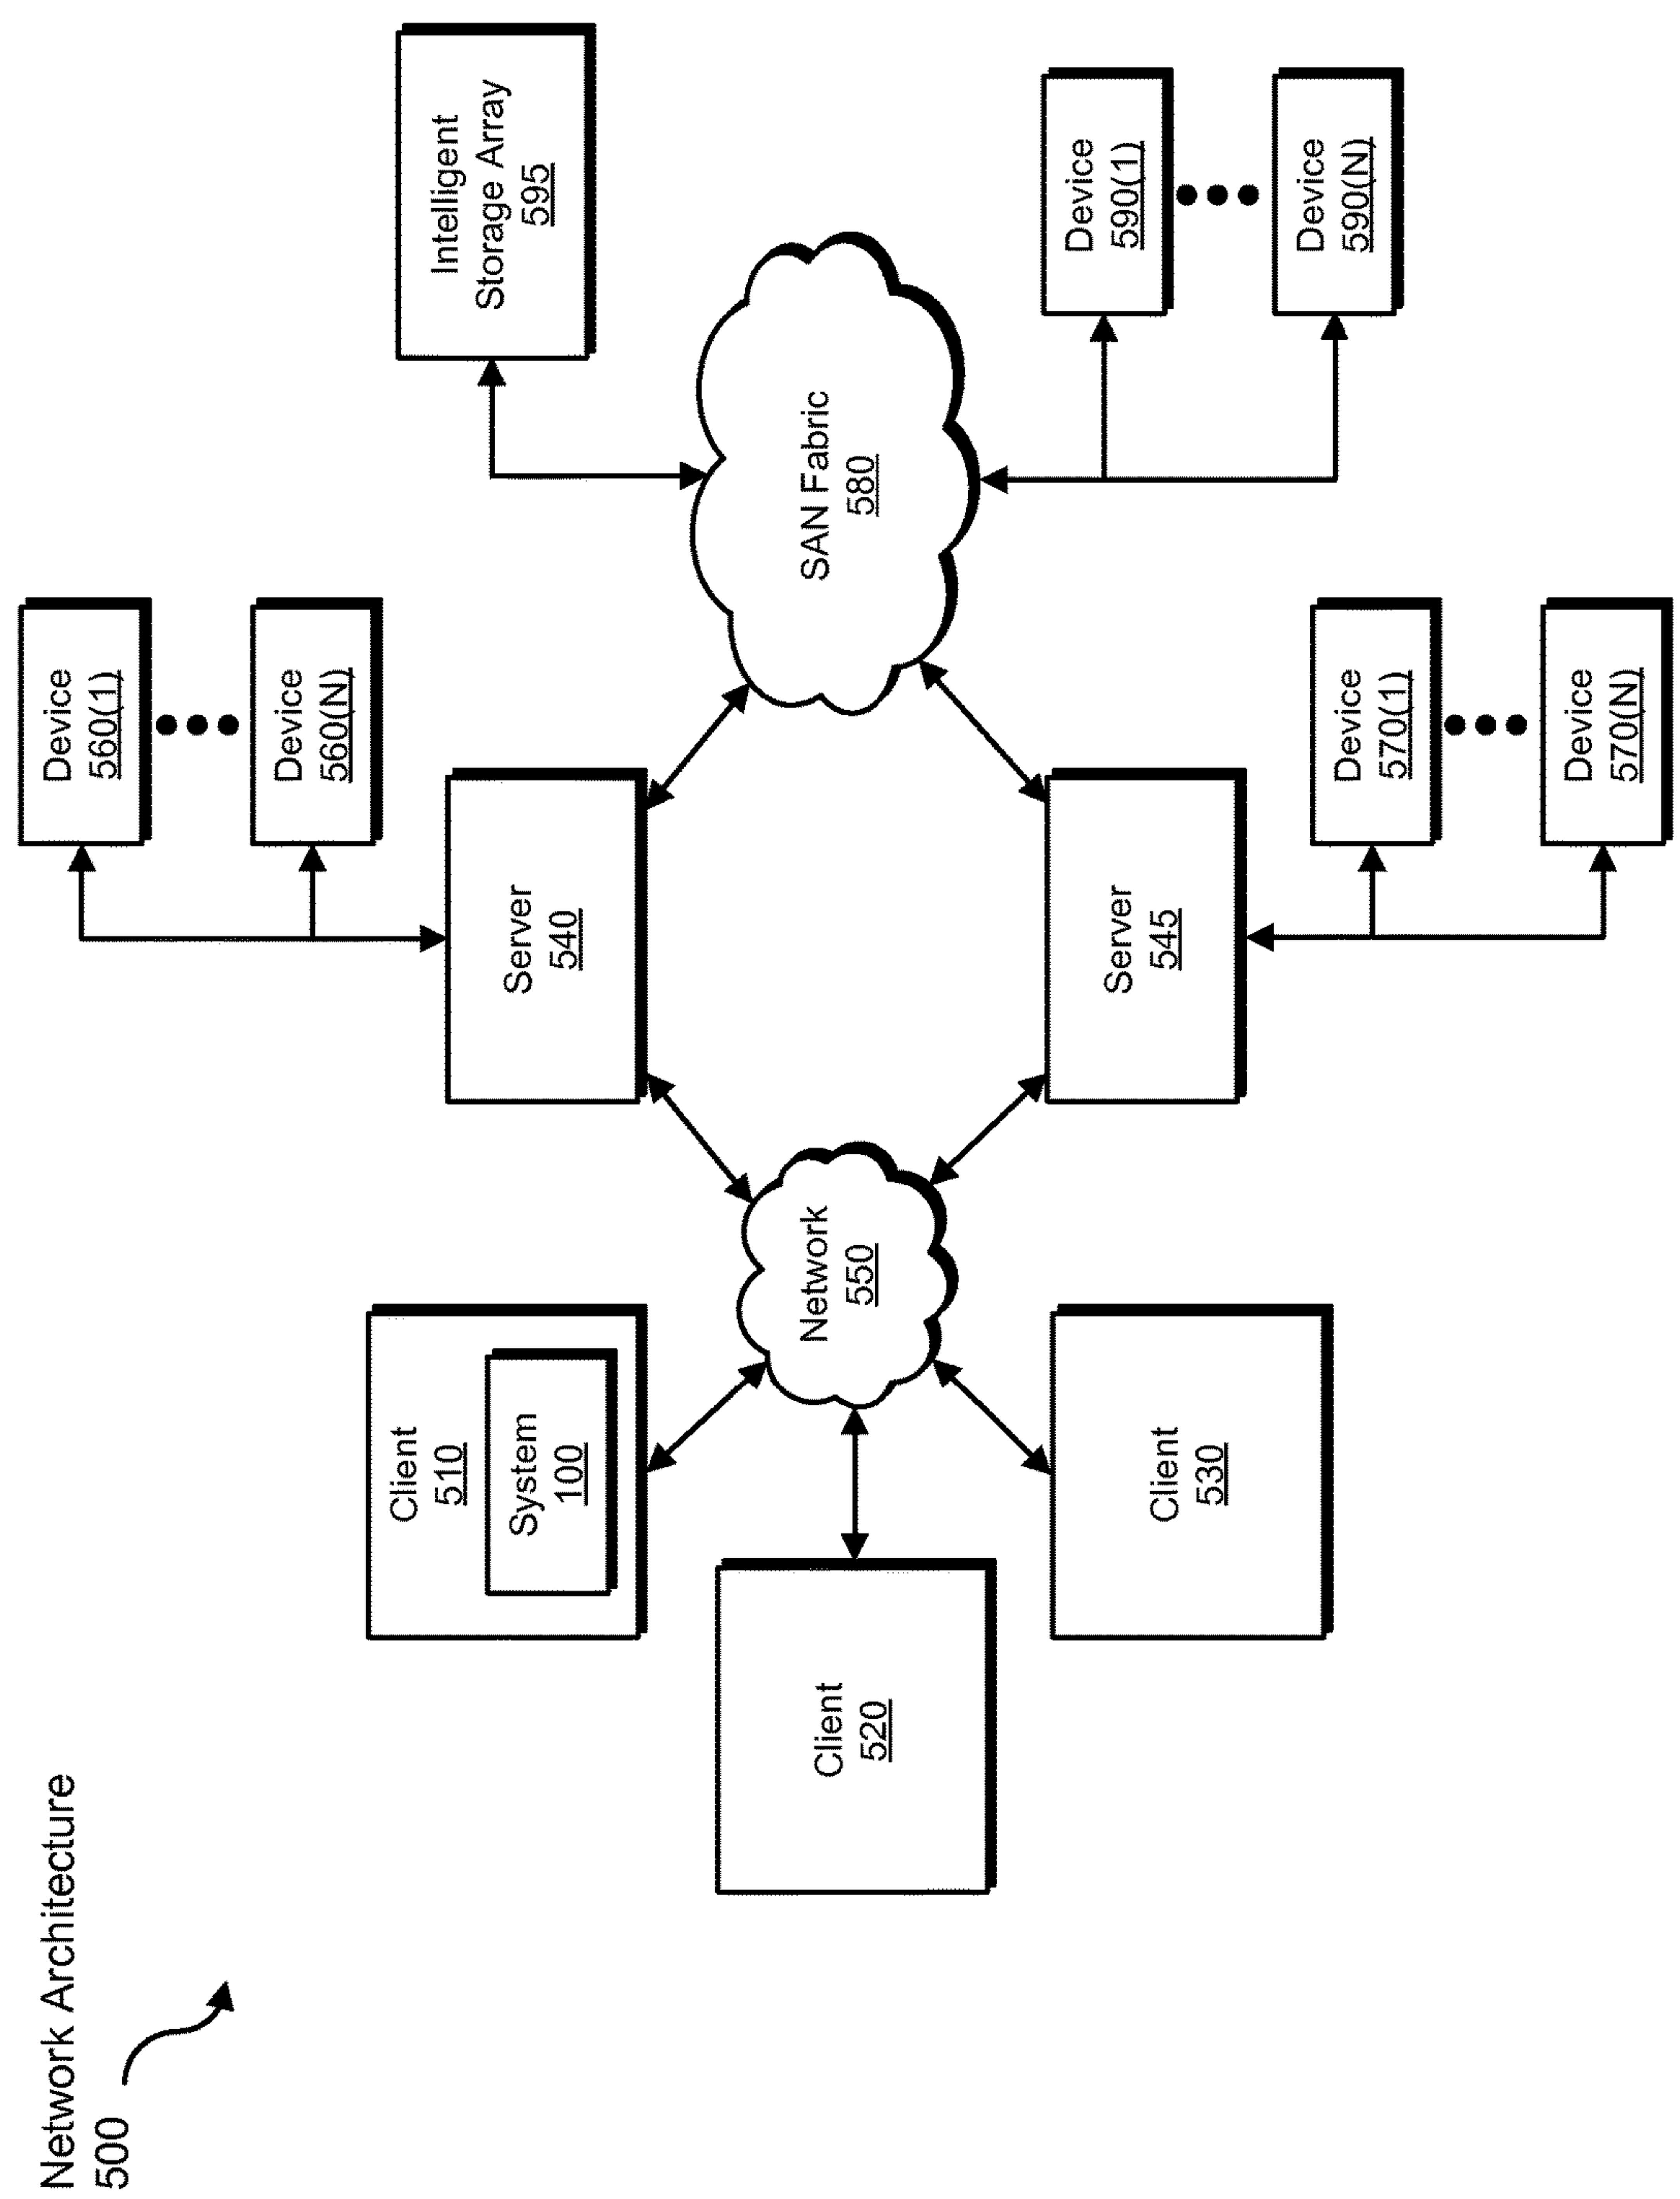 Network Architecture
500
Client
510
System
100
Client
520
Client
530
Network
550
Device
560(1)
Device
560(N)
Server
540
Server
545
Device
570(1)
Device
570(N)
SAN Fabric
580
Intelligent
Storage Array
595
Device
590(1)
Device
590(N)